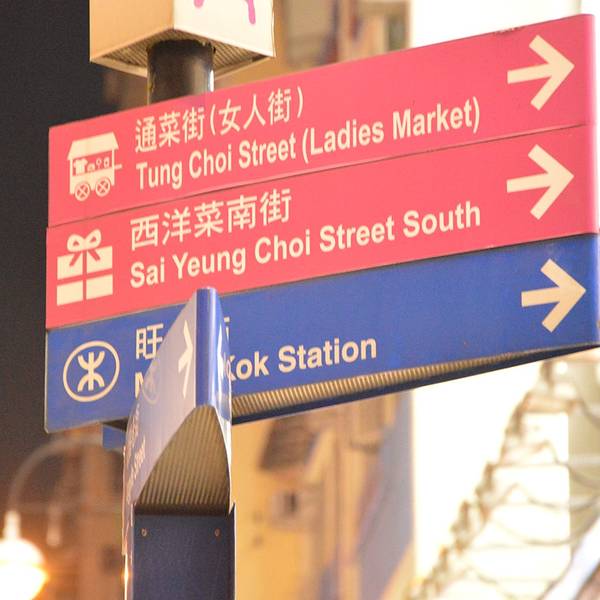 通菜街(女人街)
Tung Choi Street (Ladies Market)
西洋菜南街
Sai Yeung Choi Street South
旺
Station